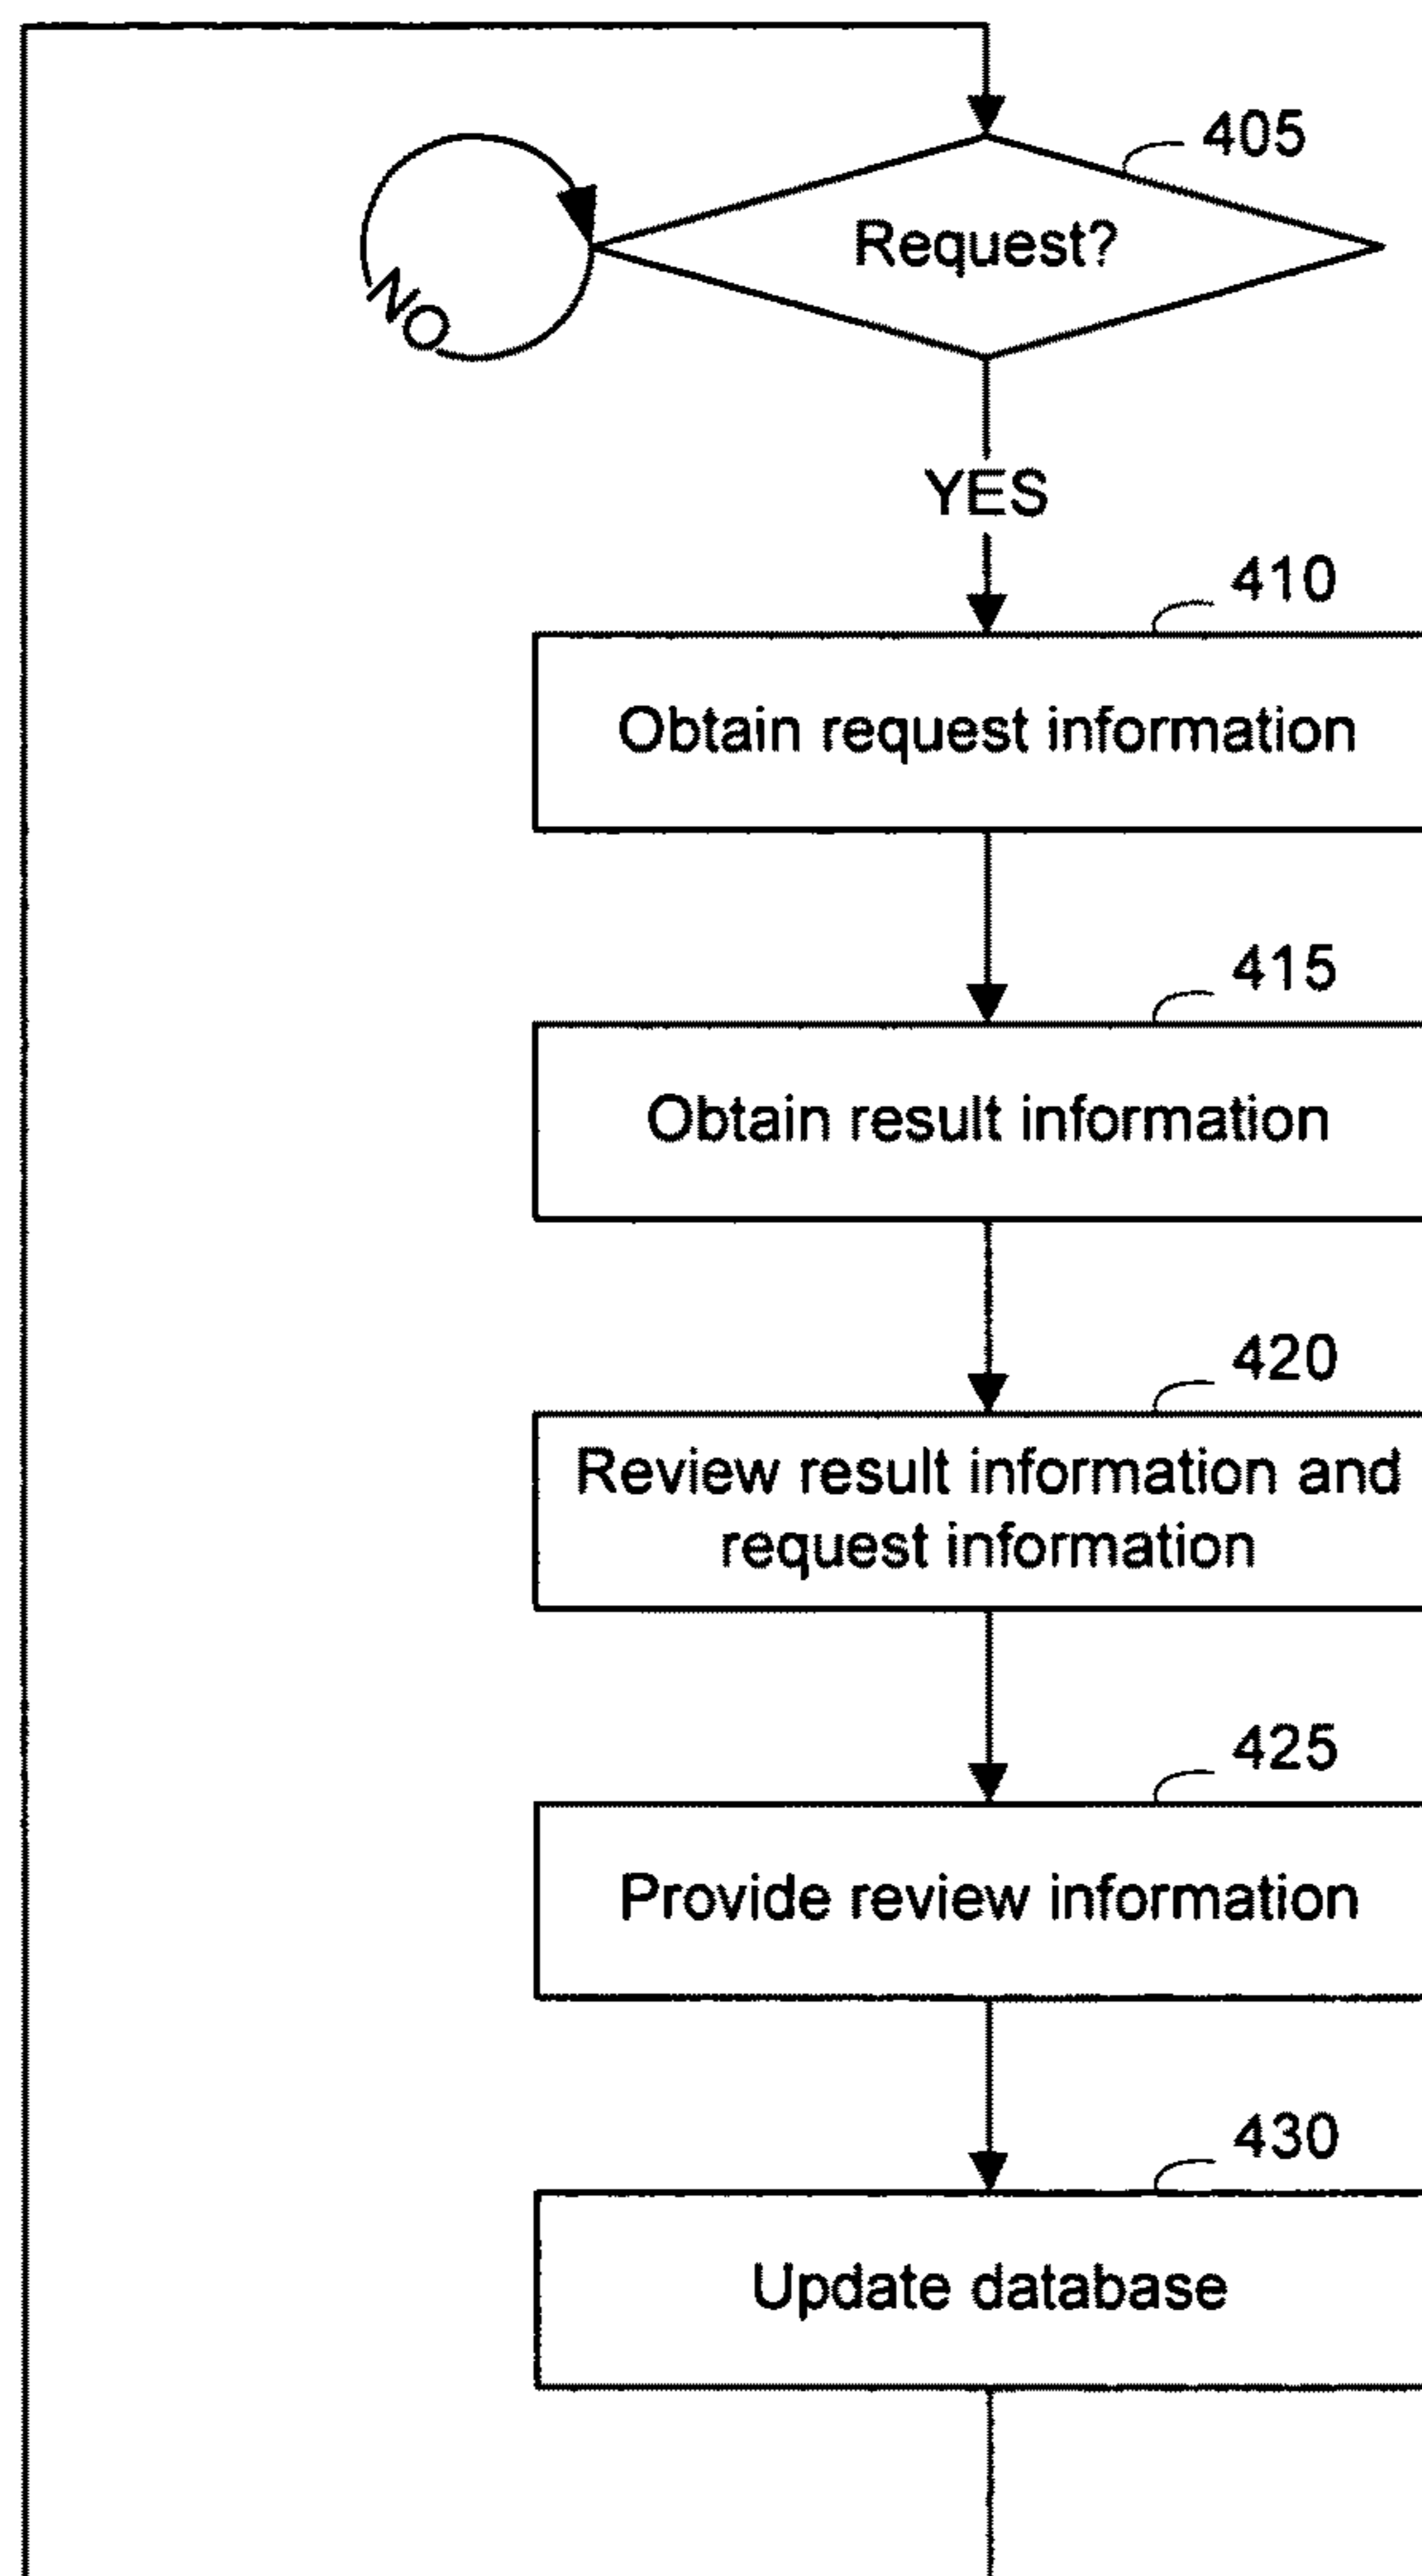 405
Request?
NO
YES
410
Obtain request information
415
Obtain result information
420
Review result information and
request information
425
Provide review information
430
Update database